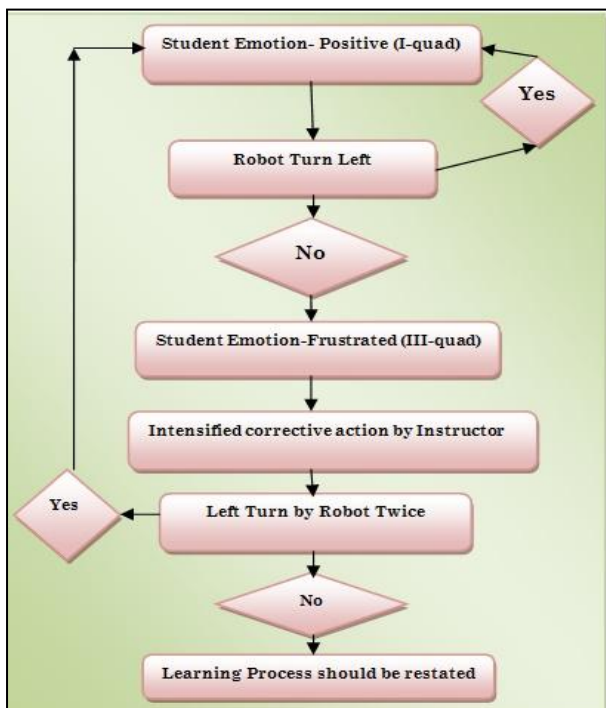 Student Emotion- Positive (I-quad)
Yes
Robot Turn Left
No
Student Emotion-Frustrated (III-quad)
Intensified corrective action by Instructor
Yes
Left Turn by Robot Twice
No
Learning Process should be restated